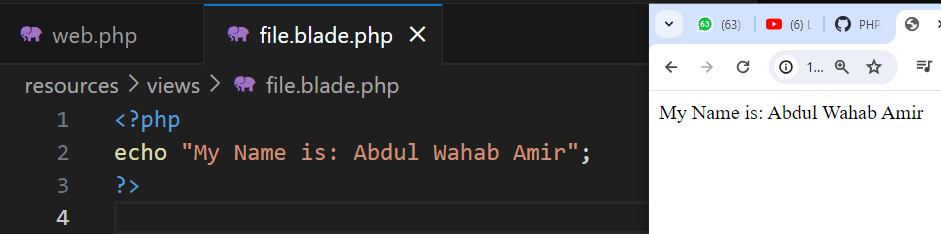 web.php file.blade.php
resources > views > file.blade.php
1 <?php
2 echo "My Name is: Abdul Wahab Amir";
3 ?>
4
(63) (6) L PHP
1...
My Name is: Abdul Wahab Amir